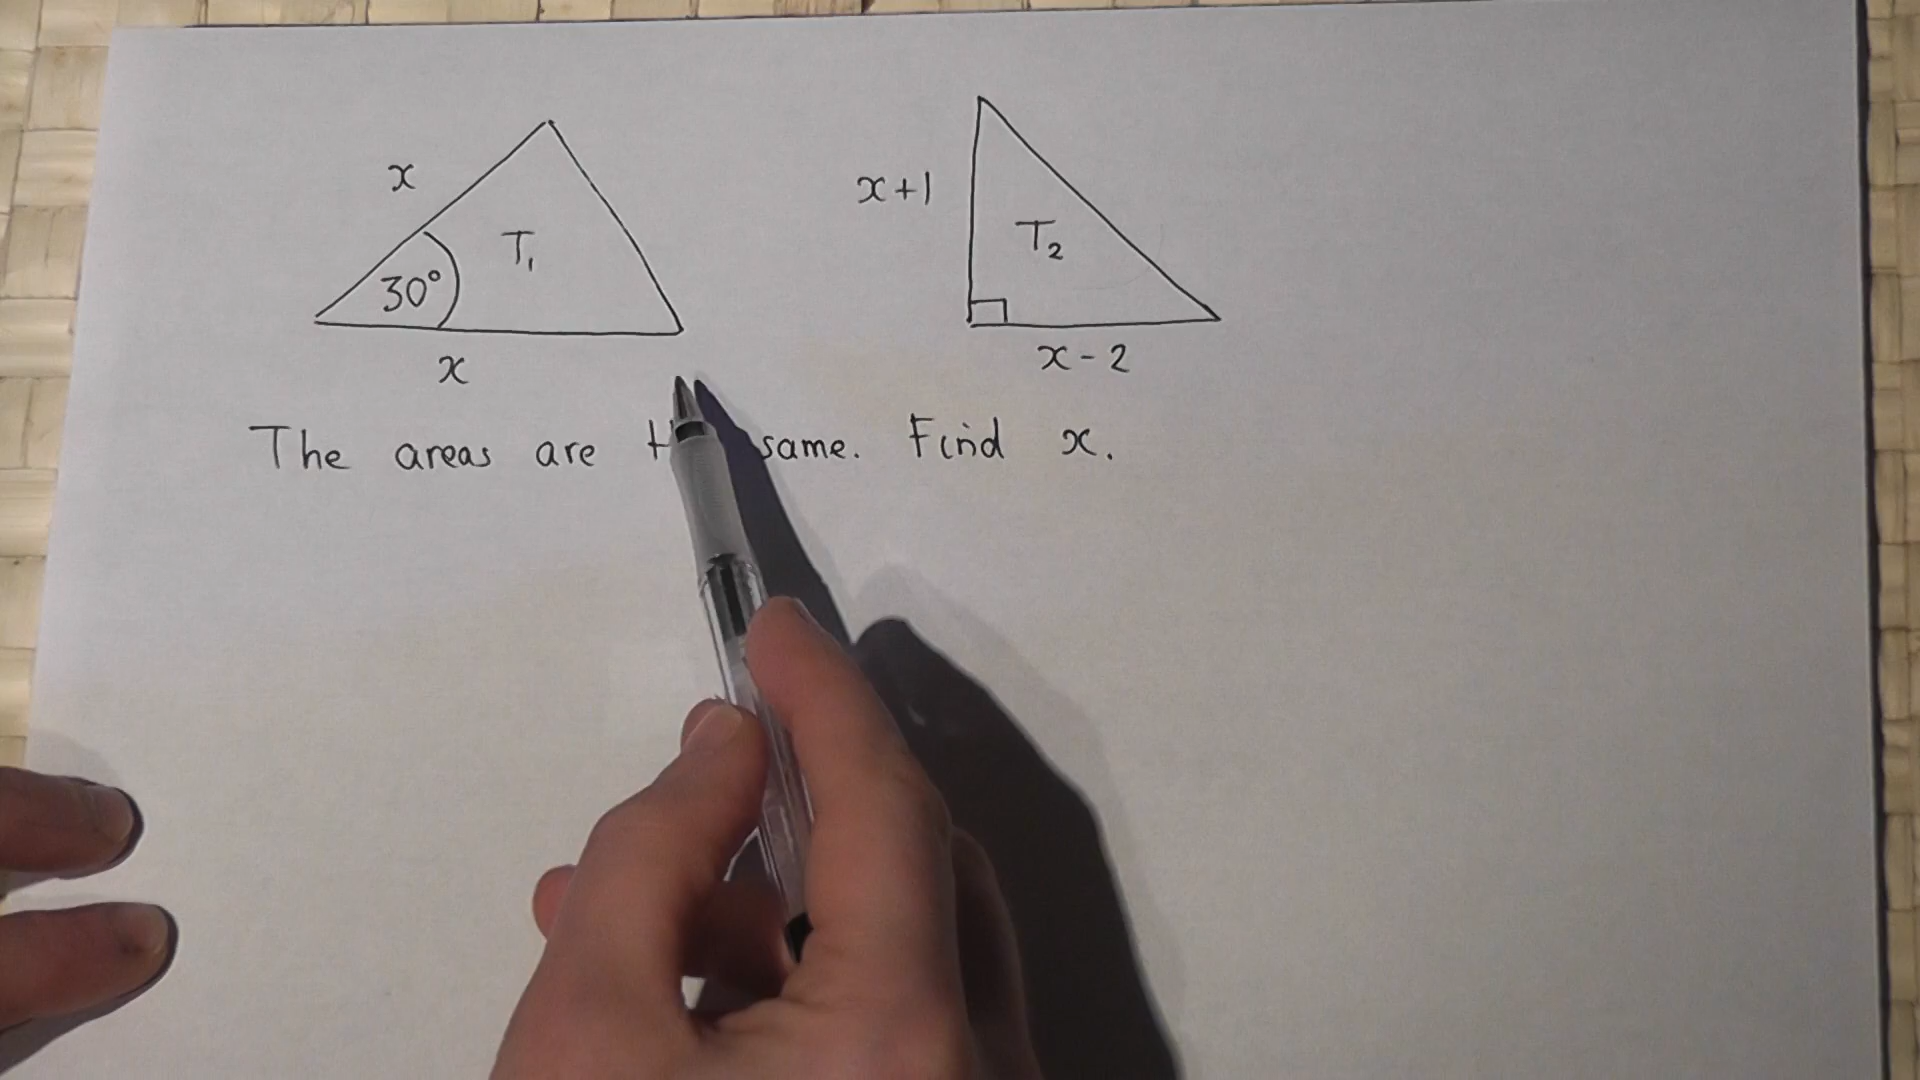 x
x+1
T₁
T₂
30°
x
x-2
The areas are same. Find x.